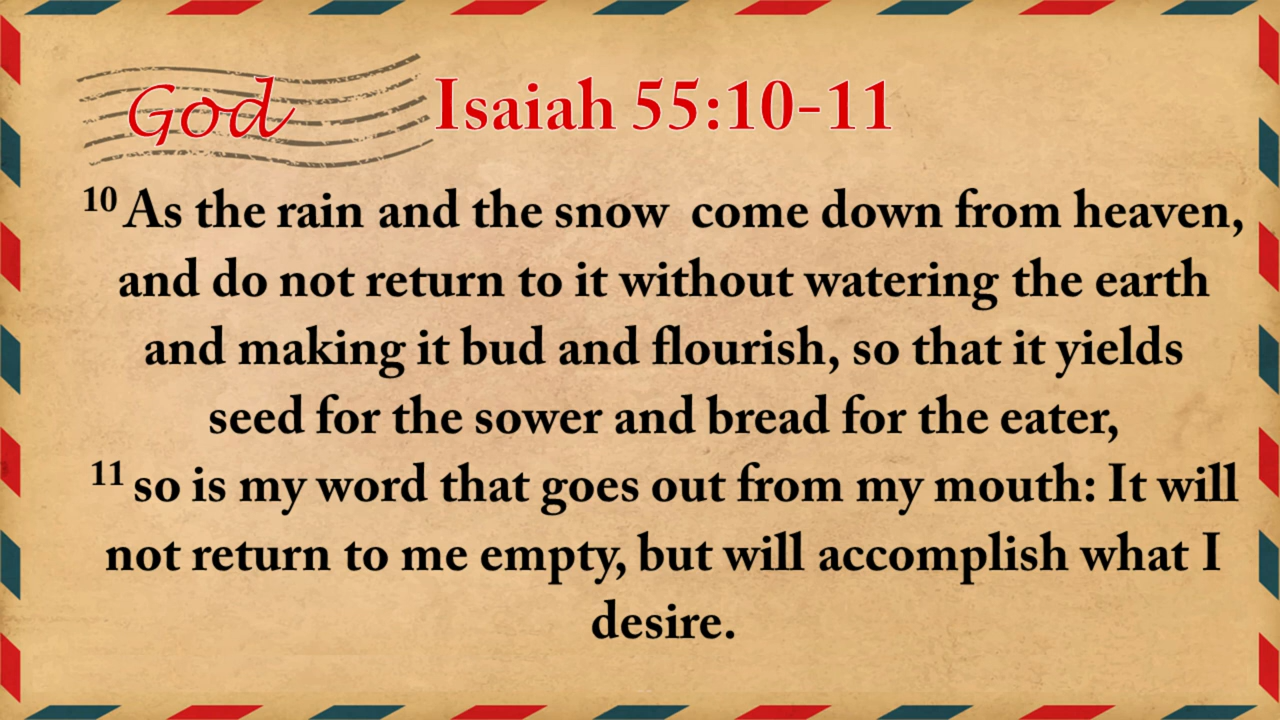 God Isaiah 55:10-11
10 As the rain and the snow come down from heaven,
and do not return to it without watering the earth
and making it bud and flourish, so that it yields
seed for the sower and bread for the eater,
11 so is my word that goes out from my mouth: It will
not return to me empty, but will accomplish what I
desire.